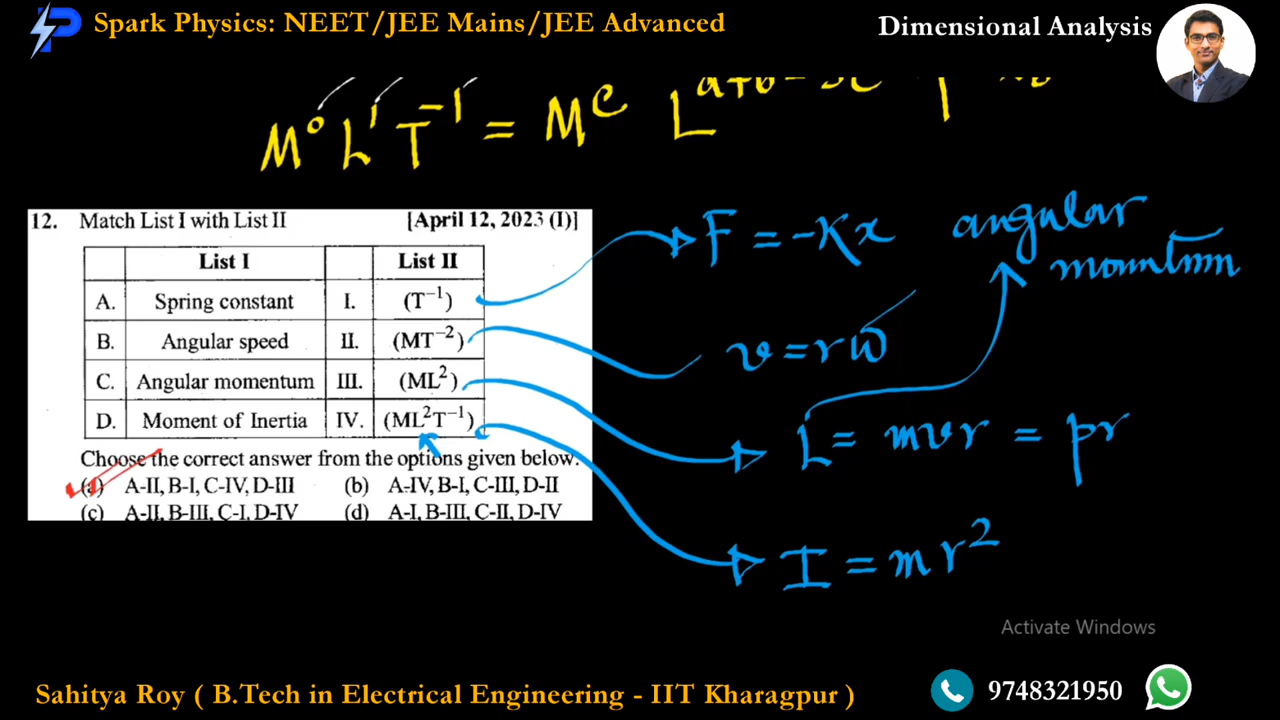 Spark Physics: NEET/JEE Mains/JEE Advanced
Dimensional Analysis
M⁰ L¹ T⁻¹ = Mᶜ L
12. Match List I with List II [April 12, 2023 (I)]
List I List II
A. Spring constant I. (T⁻¹)
B. Angular speed II. (MT⁻²)
C. Angular momentum III. (ML²)
D. Moment of Inertia IV. (ML²T⁻¹)
Choose the correct answer from the options given below:
(a) A-II, B-I, C-IV, D-III (b) A-IV, B-I, C-III, D-II
(c) A-II, B-III, C-I, D-IV (d) A-I, B-III, C-II, D-IV
F = -Kx
angular
momentum
v = rω
L = mvr = pr
I = mr²
Activate Windows
Sahitya Roy ( B.Tech in Electrical Engineering - IIT Kharagpur )
9748321950